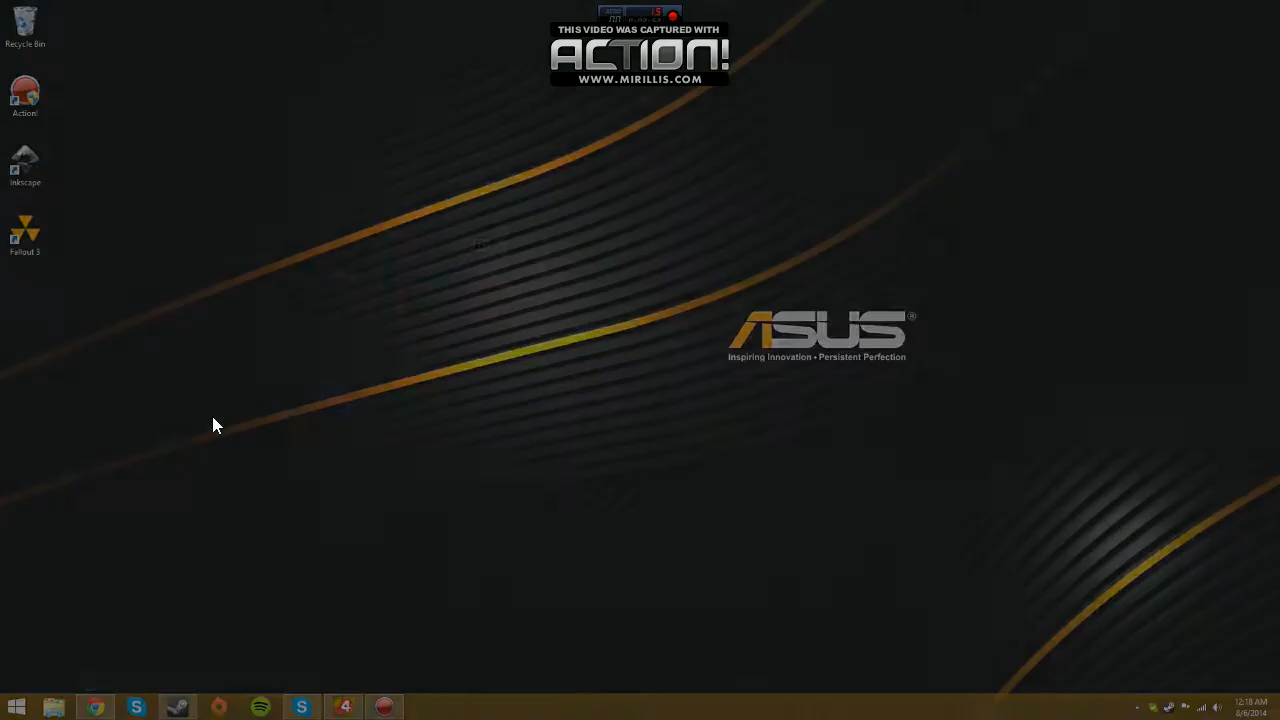 15
THIS VIDEO WAS CAPTURED WITH
ACTION!
WWW.MIRILLIS.COM
Recycle Bin
Action!
Inkscape
Fallout 3
ASUS®
Inspiring Innovation • Persistent Perfection
12:18 AM
8/6/2014